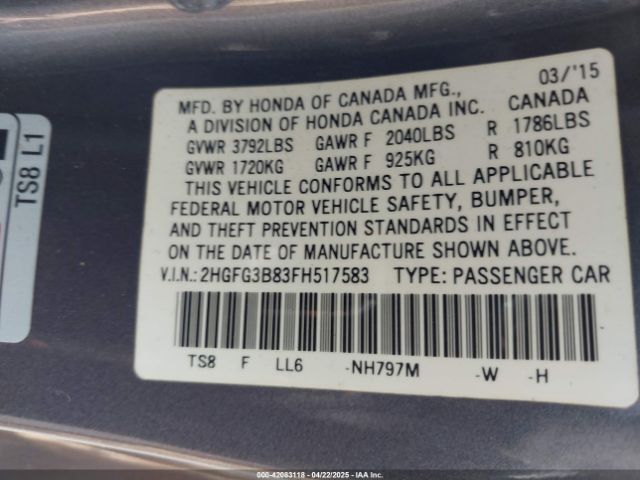 MFD. BY HONDA OF CANADA MFG., 03/'15
A DIVISION OF HONDA CANADA INC. CANADA
GVWR 3792LBS GAWR F 2040LBS R 1786LBS
GVWR 1720KG GAWR F 925KG R 810KG
THIS VEHICLE CONFORMS TO ALL APPLICABLE
FEDERAL MOTOR VEHICLE SAFETY, BUMPER,
AND THEFT PREVENTION STANDARDS IN EFFECT
ON THE DATE OF MANUFACTURE SHOWN ABOVE.
V.I.N.: 2HGFG3B83FH517583 TYPE: PASSENGER CAR
TS8 F LL6 -NH797M -W -H
TS8 L1
000-42083118 - 04/22/2025 - IAA, Inc.